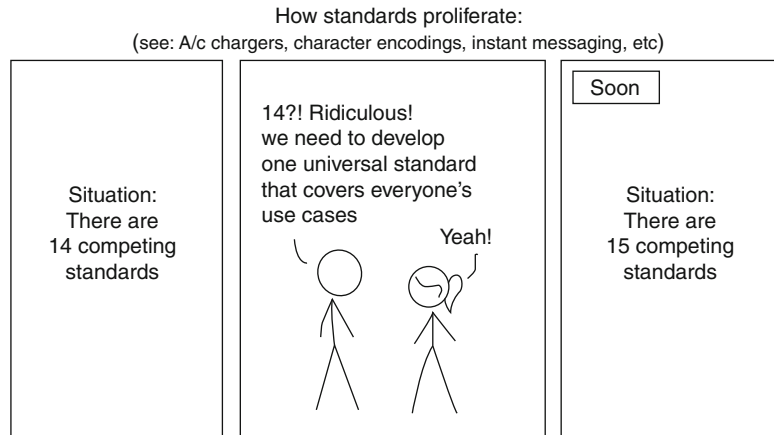 How standards proliferate:
(see: A/c chargers, character encodings, instant messaging, etc)
Situation:
There are
14 competing
standards
14?! Ridiculous!
we need to develop
one universal standard
that covers everyone’s
use cases
Yeah!
Soon
Situation:
There are
15 competing
standards